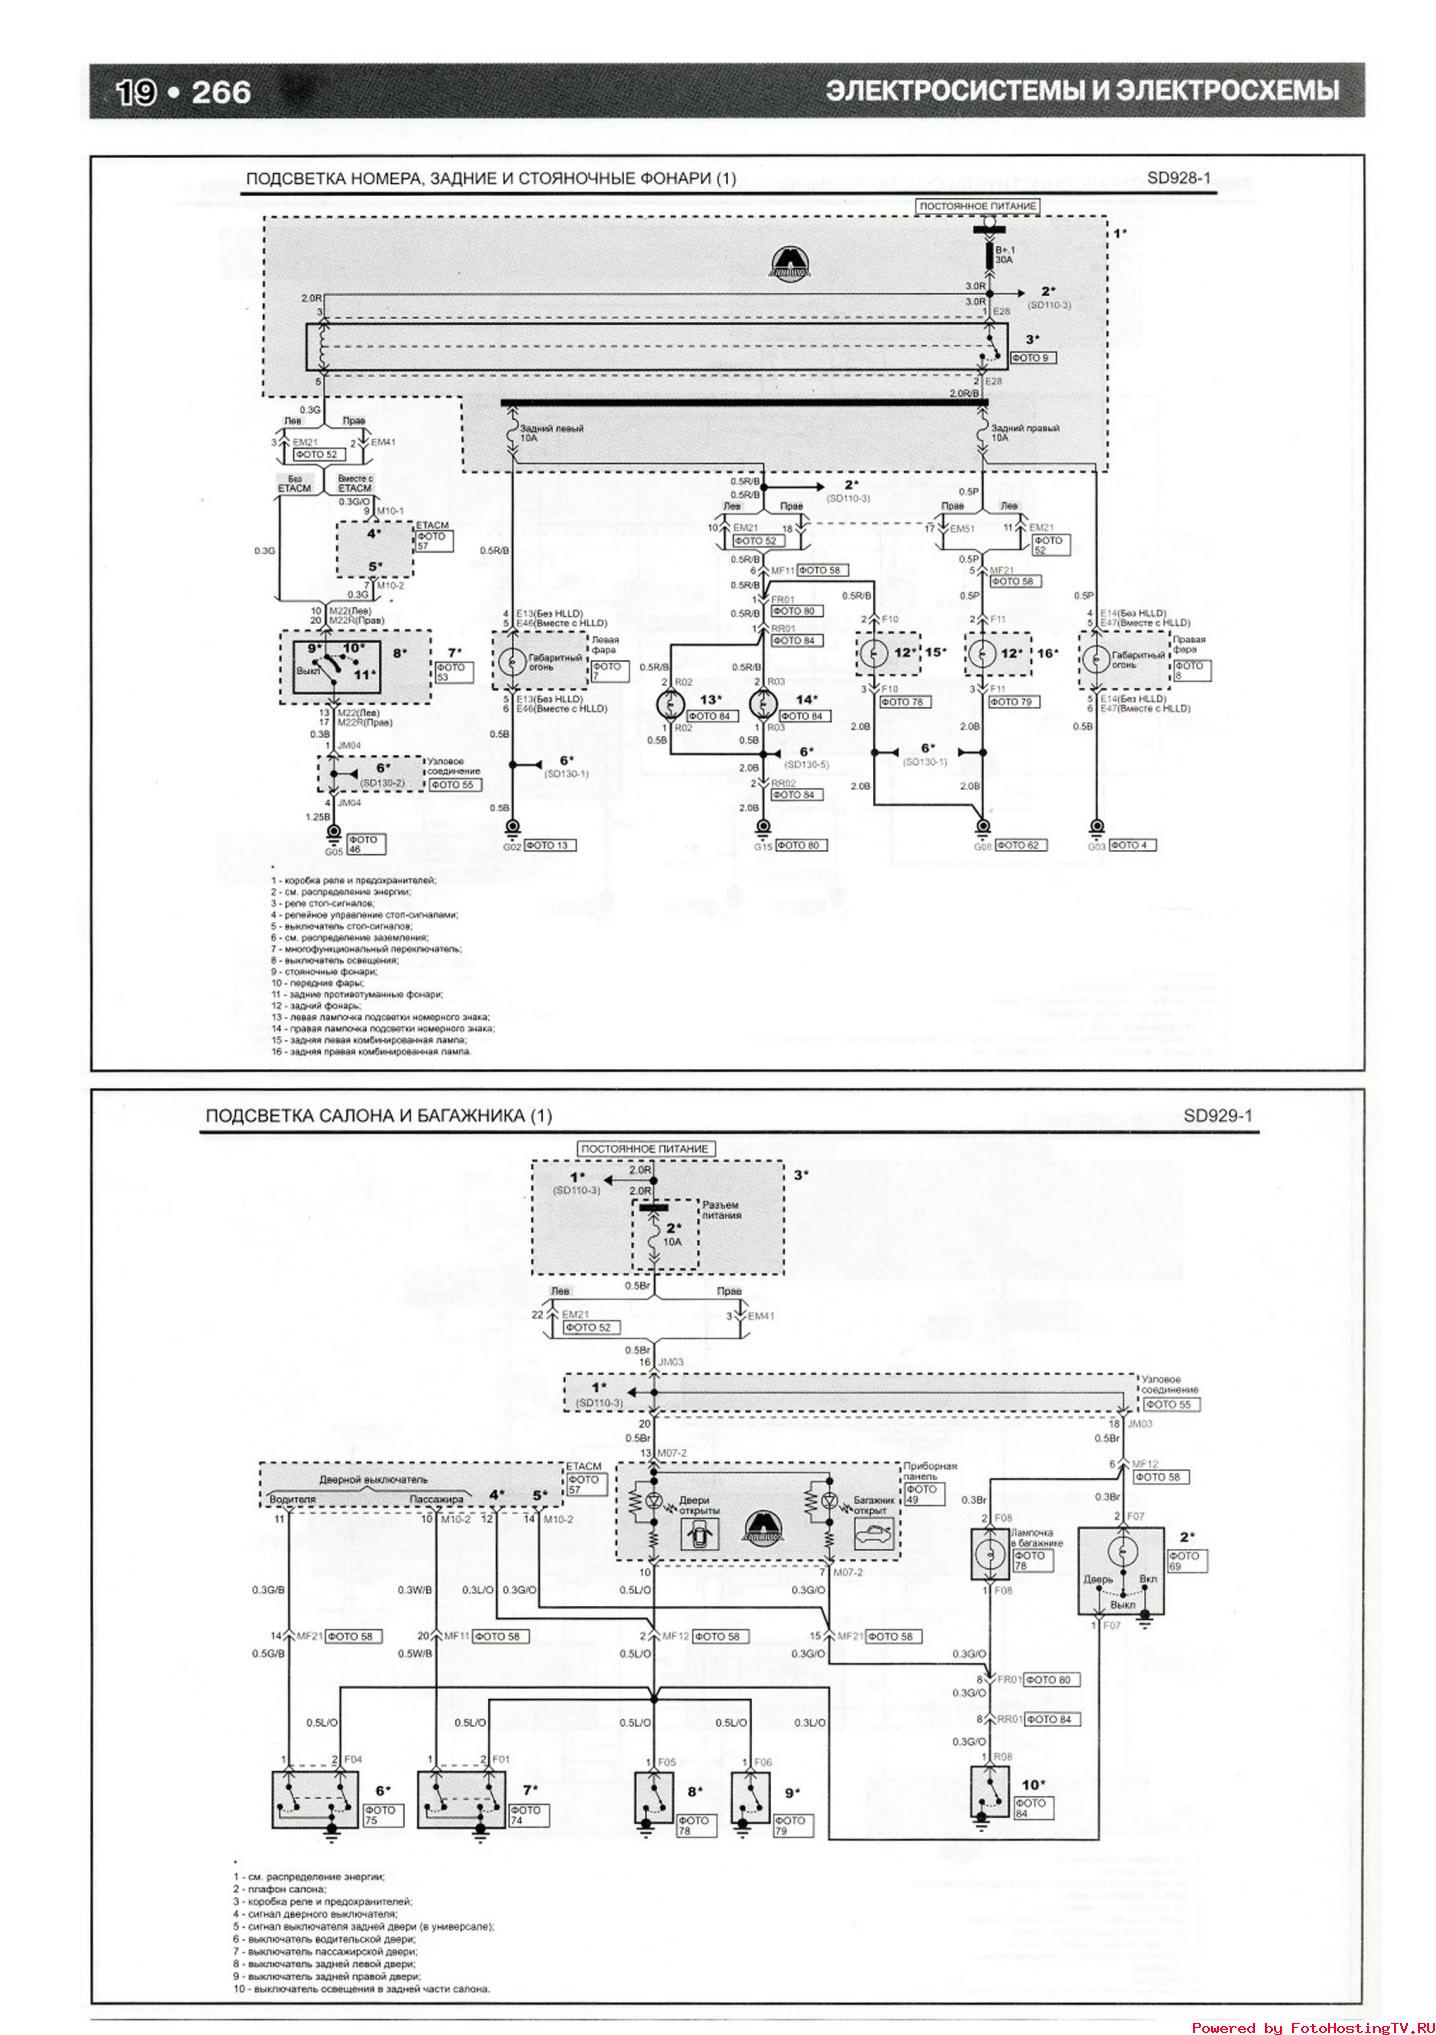 19 • 266
ЭЛЕКТРОСИСТЕМЫ И ЭЛЕКТРОСХЕМЫ
ПОДСВЕТКА НОМЕРА, ЗАДНИЕ И СТОЯНОЧНЫЕ ФОНАРИ (1)
SD928-1
ПОСТОЯННОЕ ПИТАНИЕ
1*
B+.1
30A
3.0R
2.0R
3.0R
2*
(SD110-3)
3
1 E28
3*
ФОТО 9
5
2 E28
2.0R/B
0.3G
Лев
Прав
3 EM21
2 EM41
ФОТО 52
Задний левый
10A
Задний правый
10A
Без
ETACM
Вместе с
ETACM
0.3G/O
9 M10-1
4*
ETACM
ФОТО
57
5*
7 M10-2
0.3G
0.3G
0.5R/B
0.5R/B
0.5R/B
2*
(SD110-3)
0.5P
Лев
Прав
Прав
Лев
10 EM21
18
17 EM51
11 EM21
ФОТО 52
ФОТО
52
0.5R/B
0.5P
6 MF11 ФОТО 58
5 MF21
ФОТО 58
0.5R/B
0.5R/B
0.5P
0.5P
1 FR01
ФОТО 80
0.5R/B
1 RR01
ФОТО 84
10 M22(Лев)
20 M22R(Прав)
4 E13(Без HLLD)
5 E46(Вместе с HLLD)
2 F10
2 F11
4 E14(Без HLLD)
5 E47(Вместе с HLLD)
9*
10*
8*
Выкл
11*
7*
ФОТО
53
Габаритный
огонь
Левая
фара
ФОТО
7
0.5R/B
0.5R/B
12*
15*
12*
16*
Габаритный
огонь
Правая
фара
ФОТО
8
2 R02
2 R03
13*
ФОТО 84
14*
ФОТО 84
1 R02
1 R03
3 F10
ФОТО 78
3 F11
ФОТО 79
13 M22(Лев)
17 M22R(Прав)
5 E13(Без HLLD)
6 E46(Вместе с HLLD)
5 E14(Без HLLD)
6 E47(Вместе с HLLD)
0.3B
0.5B
0.5B
0.5B
2.0B
2.0B
0.5B
1 JM04
6*
(SD130-2)
Узловое
соединение
ФОТО 55
6*
(SD130-1)
6*
(SD130-5)
6*
(SD130-1)
2.0B
2 RR02
ФОТО 84
2.0B
2.0B
4 JM04
1.25B
0.5B
2.0B
G05
ФОТО
46
G02 ФОТО 13
G15 ФОТО 80
G08 ФОТО 62
G03 ФОТО 4
*
1 - коробка реле и предохранителей;
2 - см. распределение энергии;
3 - реле стоп-сигналов;
4 - релейное управление стоп-сигналами;
5 - выключатель стоп-сигналов;
6 - см. распределение заземления;
7 - многофункциональный переключатель;
8 - выключатель освещения;
9 - стояночные фонари;
10 - передние фары;
11 - задние противотуманные фонари;
12 - задний фонарь;
13 - левая лампочка подсветки номерного знака;
14 - правая лампочка подсветки номерного знака;
15 - задняя левая комбинированная лампа;
16 - задняя правая комбинированная лампа.
ПОДСВЕТКА САЛОНА И БАГАЖНИКА (1)
SD929-1
ПОСТОЯННОЕ ПИТАНИЕ
2.0R
1*
(SD110-3)
2.0R
3*
Разъем
питания
2*
10A
0.5Br
Лев
Прав
22 EM21
3 EM41
ФОТО 52
0.5Br
16 JM03
1*
(SD110-3)
Узловое
соединение
ФОТО 55
20
18 JM03
0.5Br
0.5Br
13 M07-2
6 MF12
ФОТО 58
Дверной выключатель
Водителя
Пассажира
4*
5*
ETACM
ФОТО
57
Двери
открыты
Багажник
открыт
Приборная
панель
ФОТО
49
0.3Br
0.3Br
11
10 M10-2
12
14 M10-2
2 F08
2 F07
Лампочка
в багажнике
ФОТО
78
2*
ФОТО
69
Дверь
Вкл
Выкл
10
7 M07-2
0.3G/B
0.3W/B
0.3L/O
0.3G/O
0.5L/O
0.3G/O
1 F08
1 F07
14 MF21 ФОТО 58
20 MF11 ФОТО 58
2 MF12 ФОТО 58
15 MF21 ФОТО 58
0.5G/B
0.5W/B
0.5L/O
0.3G/O
0.3G/O
8 FR01 ФОТО 80
0.3G/O
0.5L/O
0.5L/O
0.5L/O
0.5L/O
0.3L/O
8 RR01 ФОТО 84
0.3G/O
1
2 F04
1
2 F01
1 F05
1 F06
1 R08
6*
ФОТО
75
7*
ФОТО
74
8*
ФОТО
78
9*
ФОТО
79
10*
ФОТО
84
*
1 - см. распределение энергии;
2 - плафон салона;
3 - коробка реле и предохранителей;
4 - сигнал дверного выключателя;
5 - сигнал выключателя задней двери (в универсале);
6 - выключатель водительской двери;
7 - выключатель пассажирской двери;
8 - выключатель задней левой двери;
9 - выключатель задней правой двери;
10 - выключатель освещения в задней части салона.
Powered by FotoHostingTV.RU